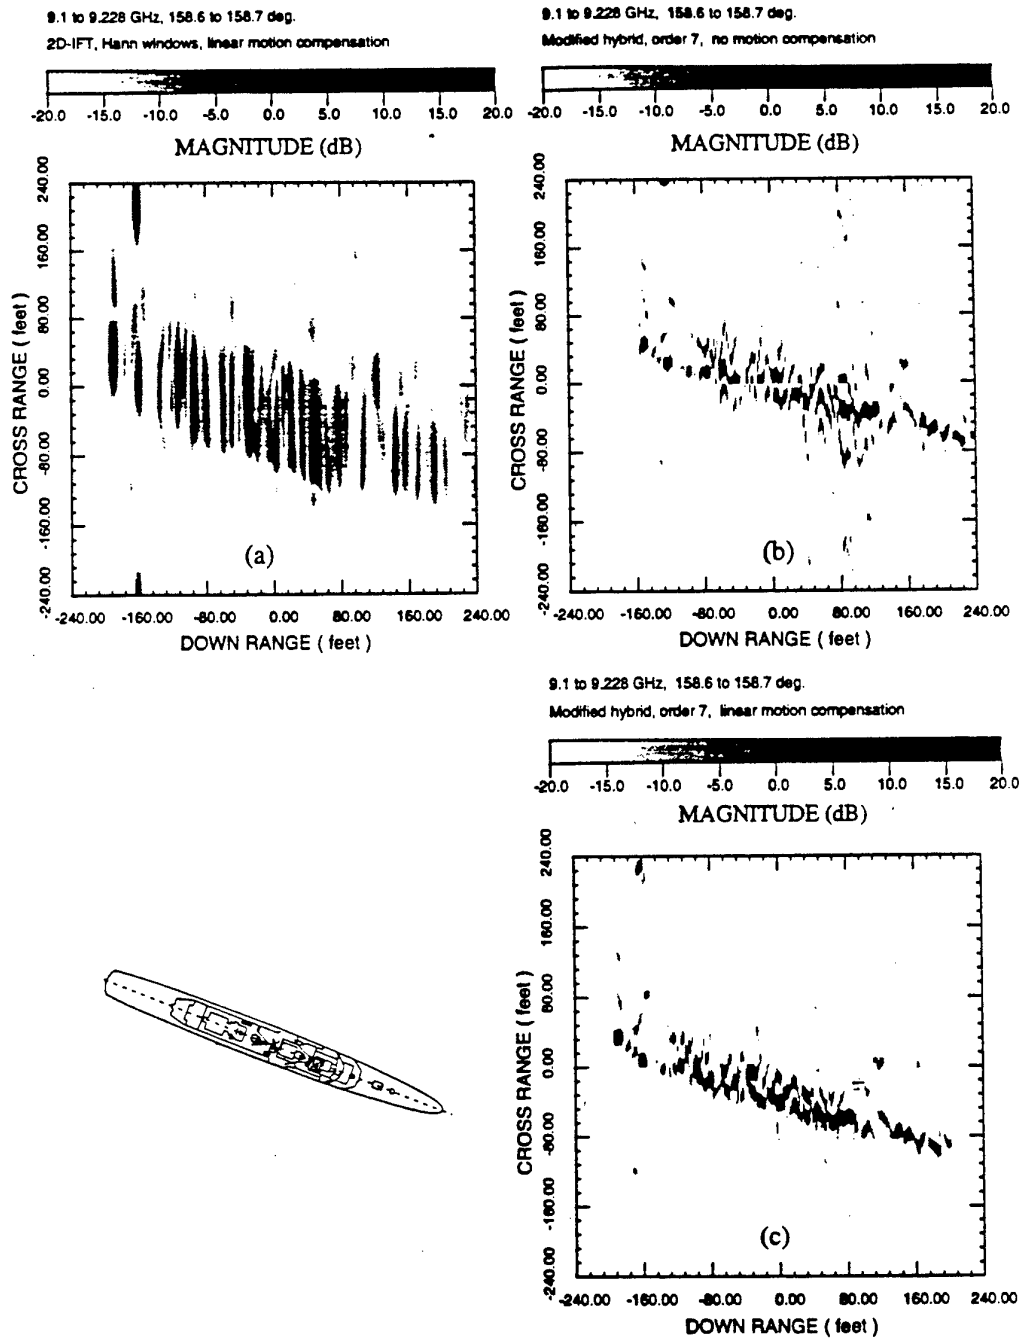 9.1 to 9.228 GHz, 158.6 to 158.7 deg.
2D-IFT, Hann windows, linear motion compensation
-20.0 -15.0 -10.0 -5.0 0.0 5.0 10.0 15.0 20.0
MAGNITUDE (dB)
240.00
160.00
80.00
0.00
-80.00
-160.00
-240.00
CROSS RANGE ( feet )
(a)
-240.00 -160.00 -80.00 0.00 80.00 160.00 240.00
DOWN RANGE ( feet )
9.1 to 9.228 GHz, 158.6 to 158.7 deg.
Modified hybrid, order 7, no motion compensation
-20.0 -15.0 -10.0 -5.0 0.0 5.0 10.0 15.0 20.0
MAGNITUDE (dB)
240.00
160.00
80.00
0.00
-80.00
-160.00
-240.00
CROSS RANGE ( feet )
(b)
-240.00 -160.00 -80.00 0.00 80.00 160.00 240.00
DOWN RANGE ( feet )
9.1 to 9.228 GHz, 158.6 to 158.7 deg.
Modified hybrid, order 7, linear motion compensation
-20.0 -15.0 -10.0 -5.0 0.0 5.0 10.0 15.0 20.0
MAGNITUDE (dB)
240.00
160.00
80.00
0.00
-80.00
-160.00
-240.00
CROSS RANGE ( feet )
(c)
-240.00 -160.00 -80.00 0.00 80.00 160.00 240.00
DOWN RANGE ( feet )